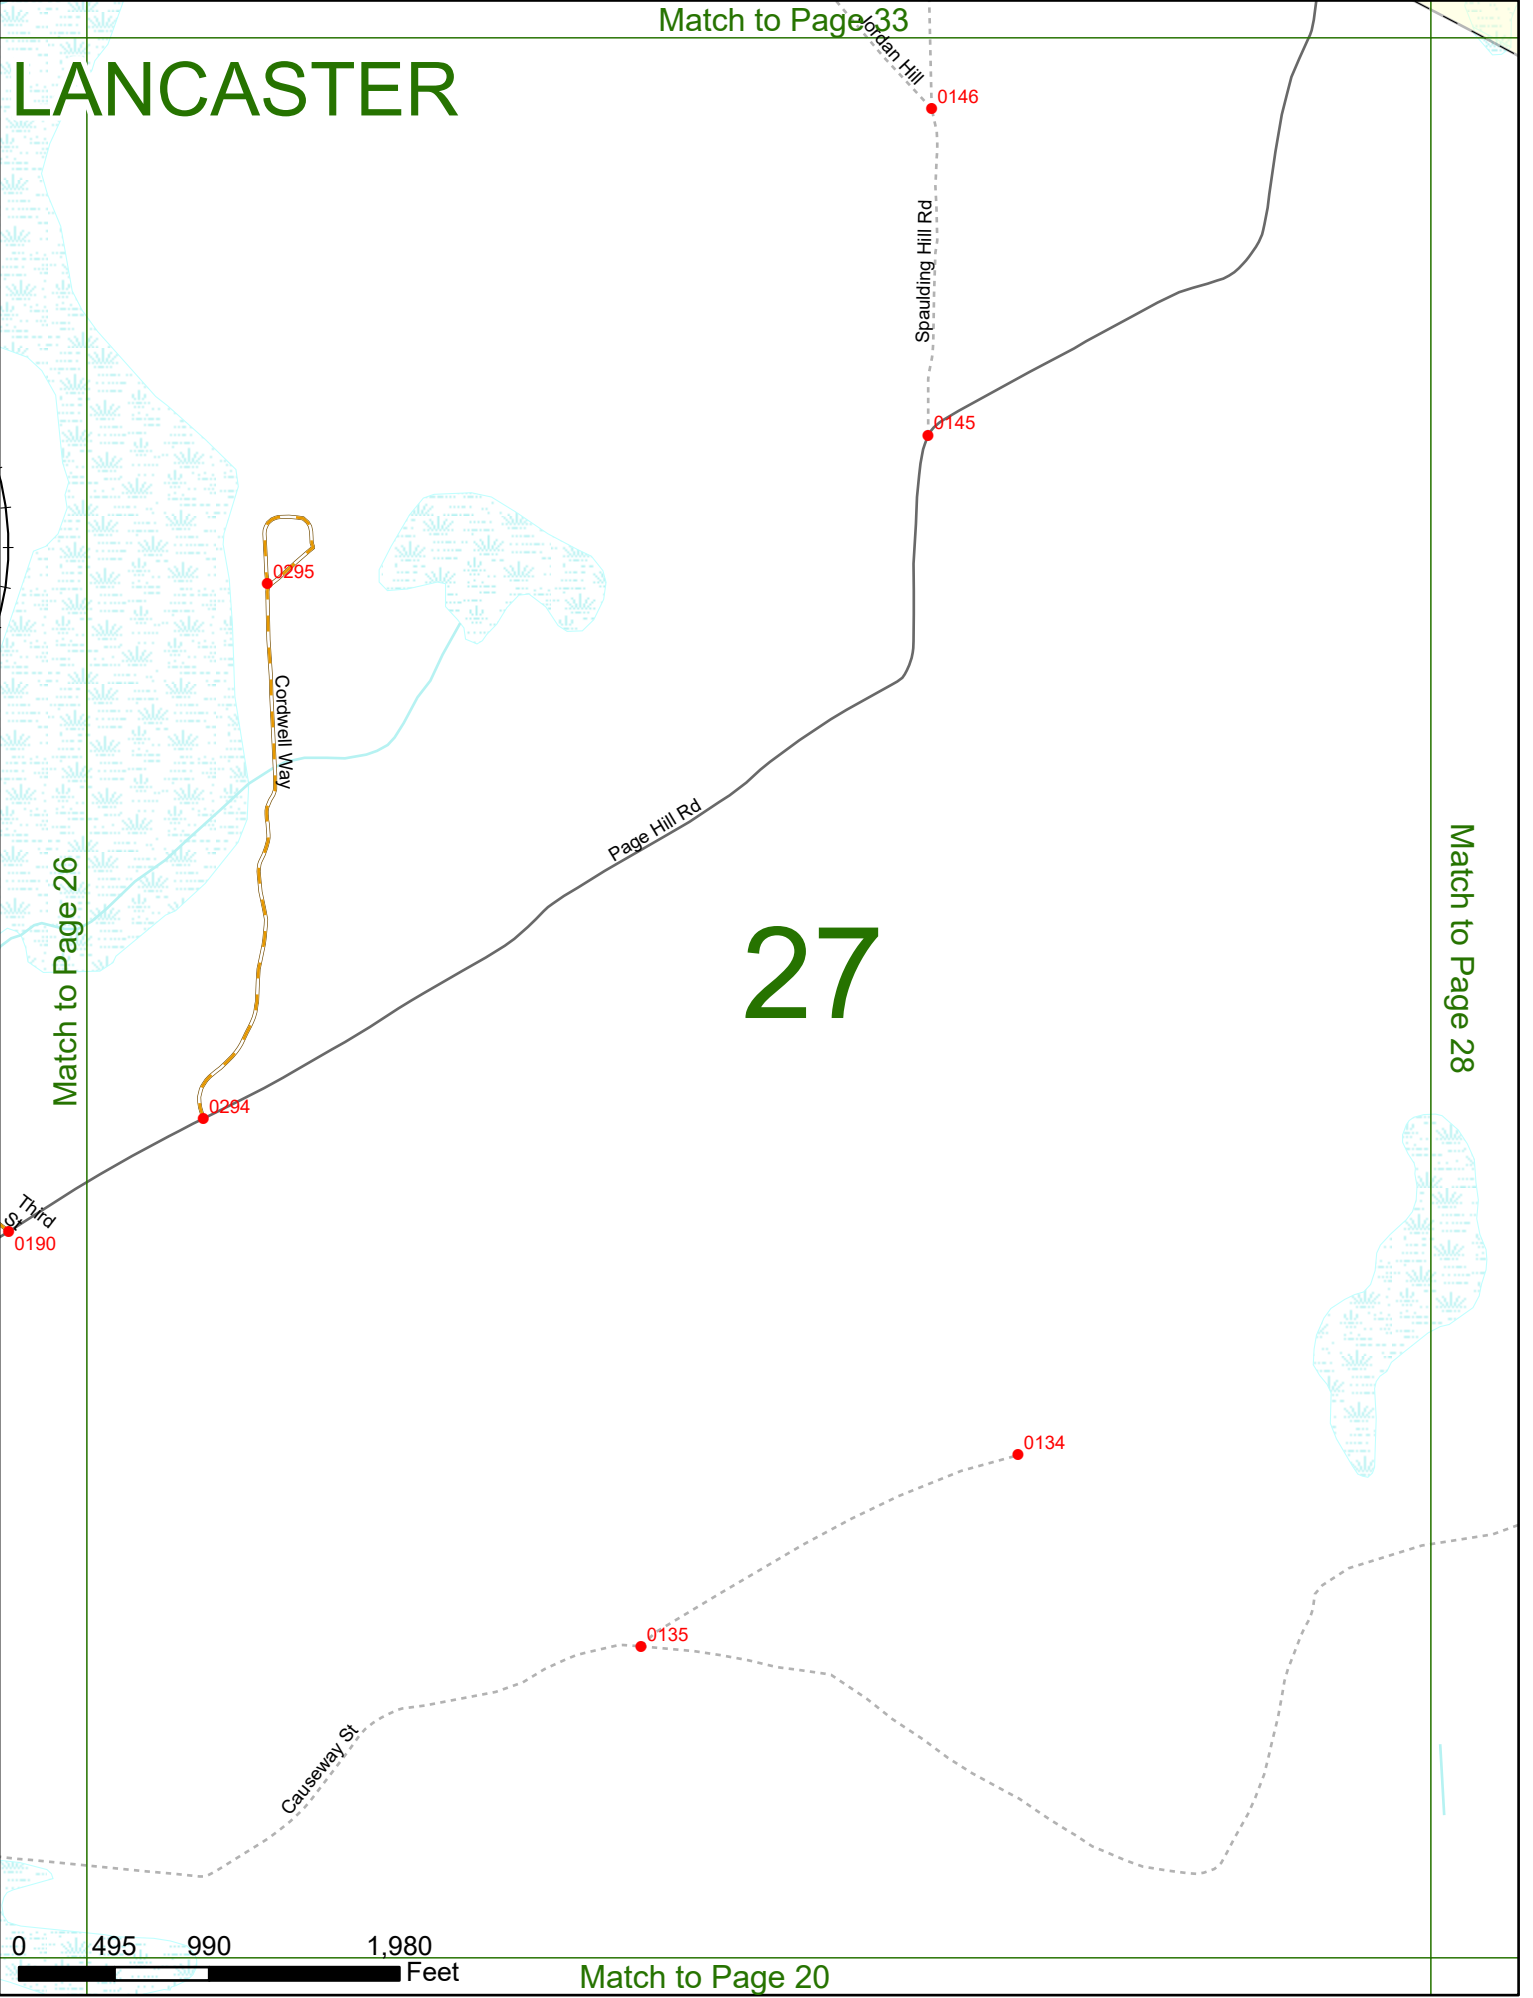 Match to Page 33
LANCASTER
Jordan Hill
0146
Spaulding Hill Rd
0145
0295
Cordwell Way
Page Hill Rd
Match to Page 26
27
Match to Page 28
0294
Third
St
0190
0134
0135
Causeway St
0 495 990 1,980
Feet
Match to Page 20